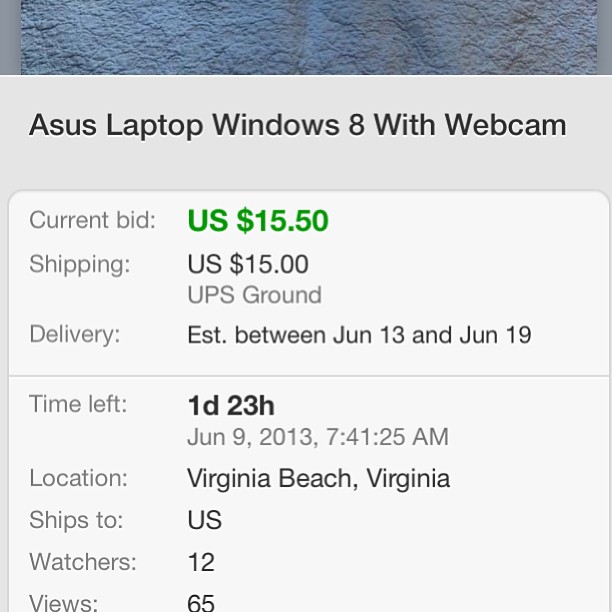 Asus Laptop Windows 8 With Webcam
Current bid: US $15.50
Shipping: US $15.00
UPS Ground
Delivery: Est. between Jun 13 and Jun 19
Time left: 1d 23h
Jun 9, 2013, 7:41:25 AM
Location: Virginia Beach, Virginia
Ships to: US
Watchers: 12
Views: 65